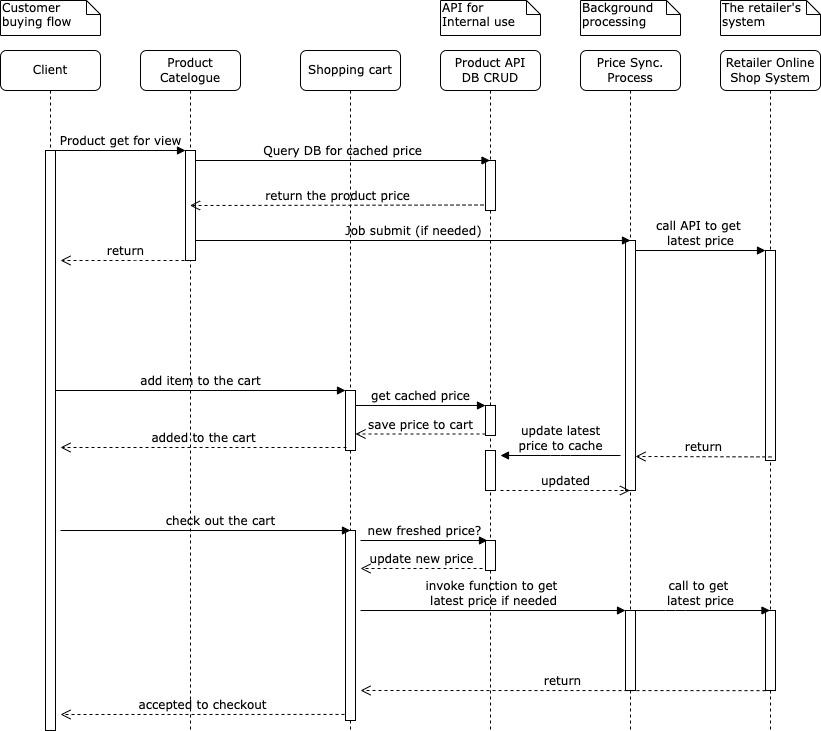 Customer
buying flow
API for
Internal use
Background
processing
The retailer's
system
Client
Product
Catelogue
Shopping cart
Product API
DB CRUD
Price Sync.
Process
Retailer Online
Shop System
Product get for view
Query DB for cached price
return the product price
Job submit (if needed)
call API to get
latest price
return
add item to the cart
get cached price
save price to cart
added to the cart
update latest
price to cache
return
updated
check out the cart
new freshed price?
update new price
invoke function to get
latest price if needed
call to get
latest price
return
accepted to checkout